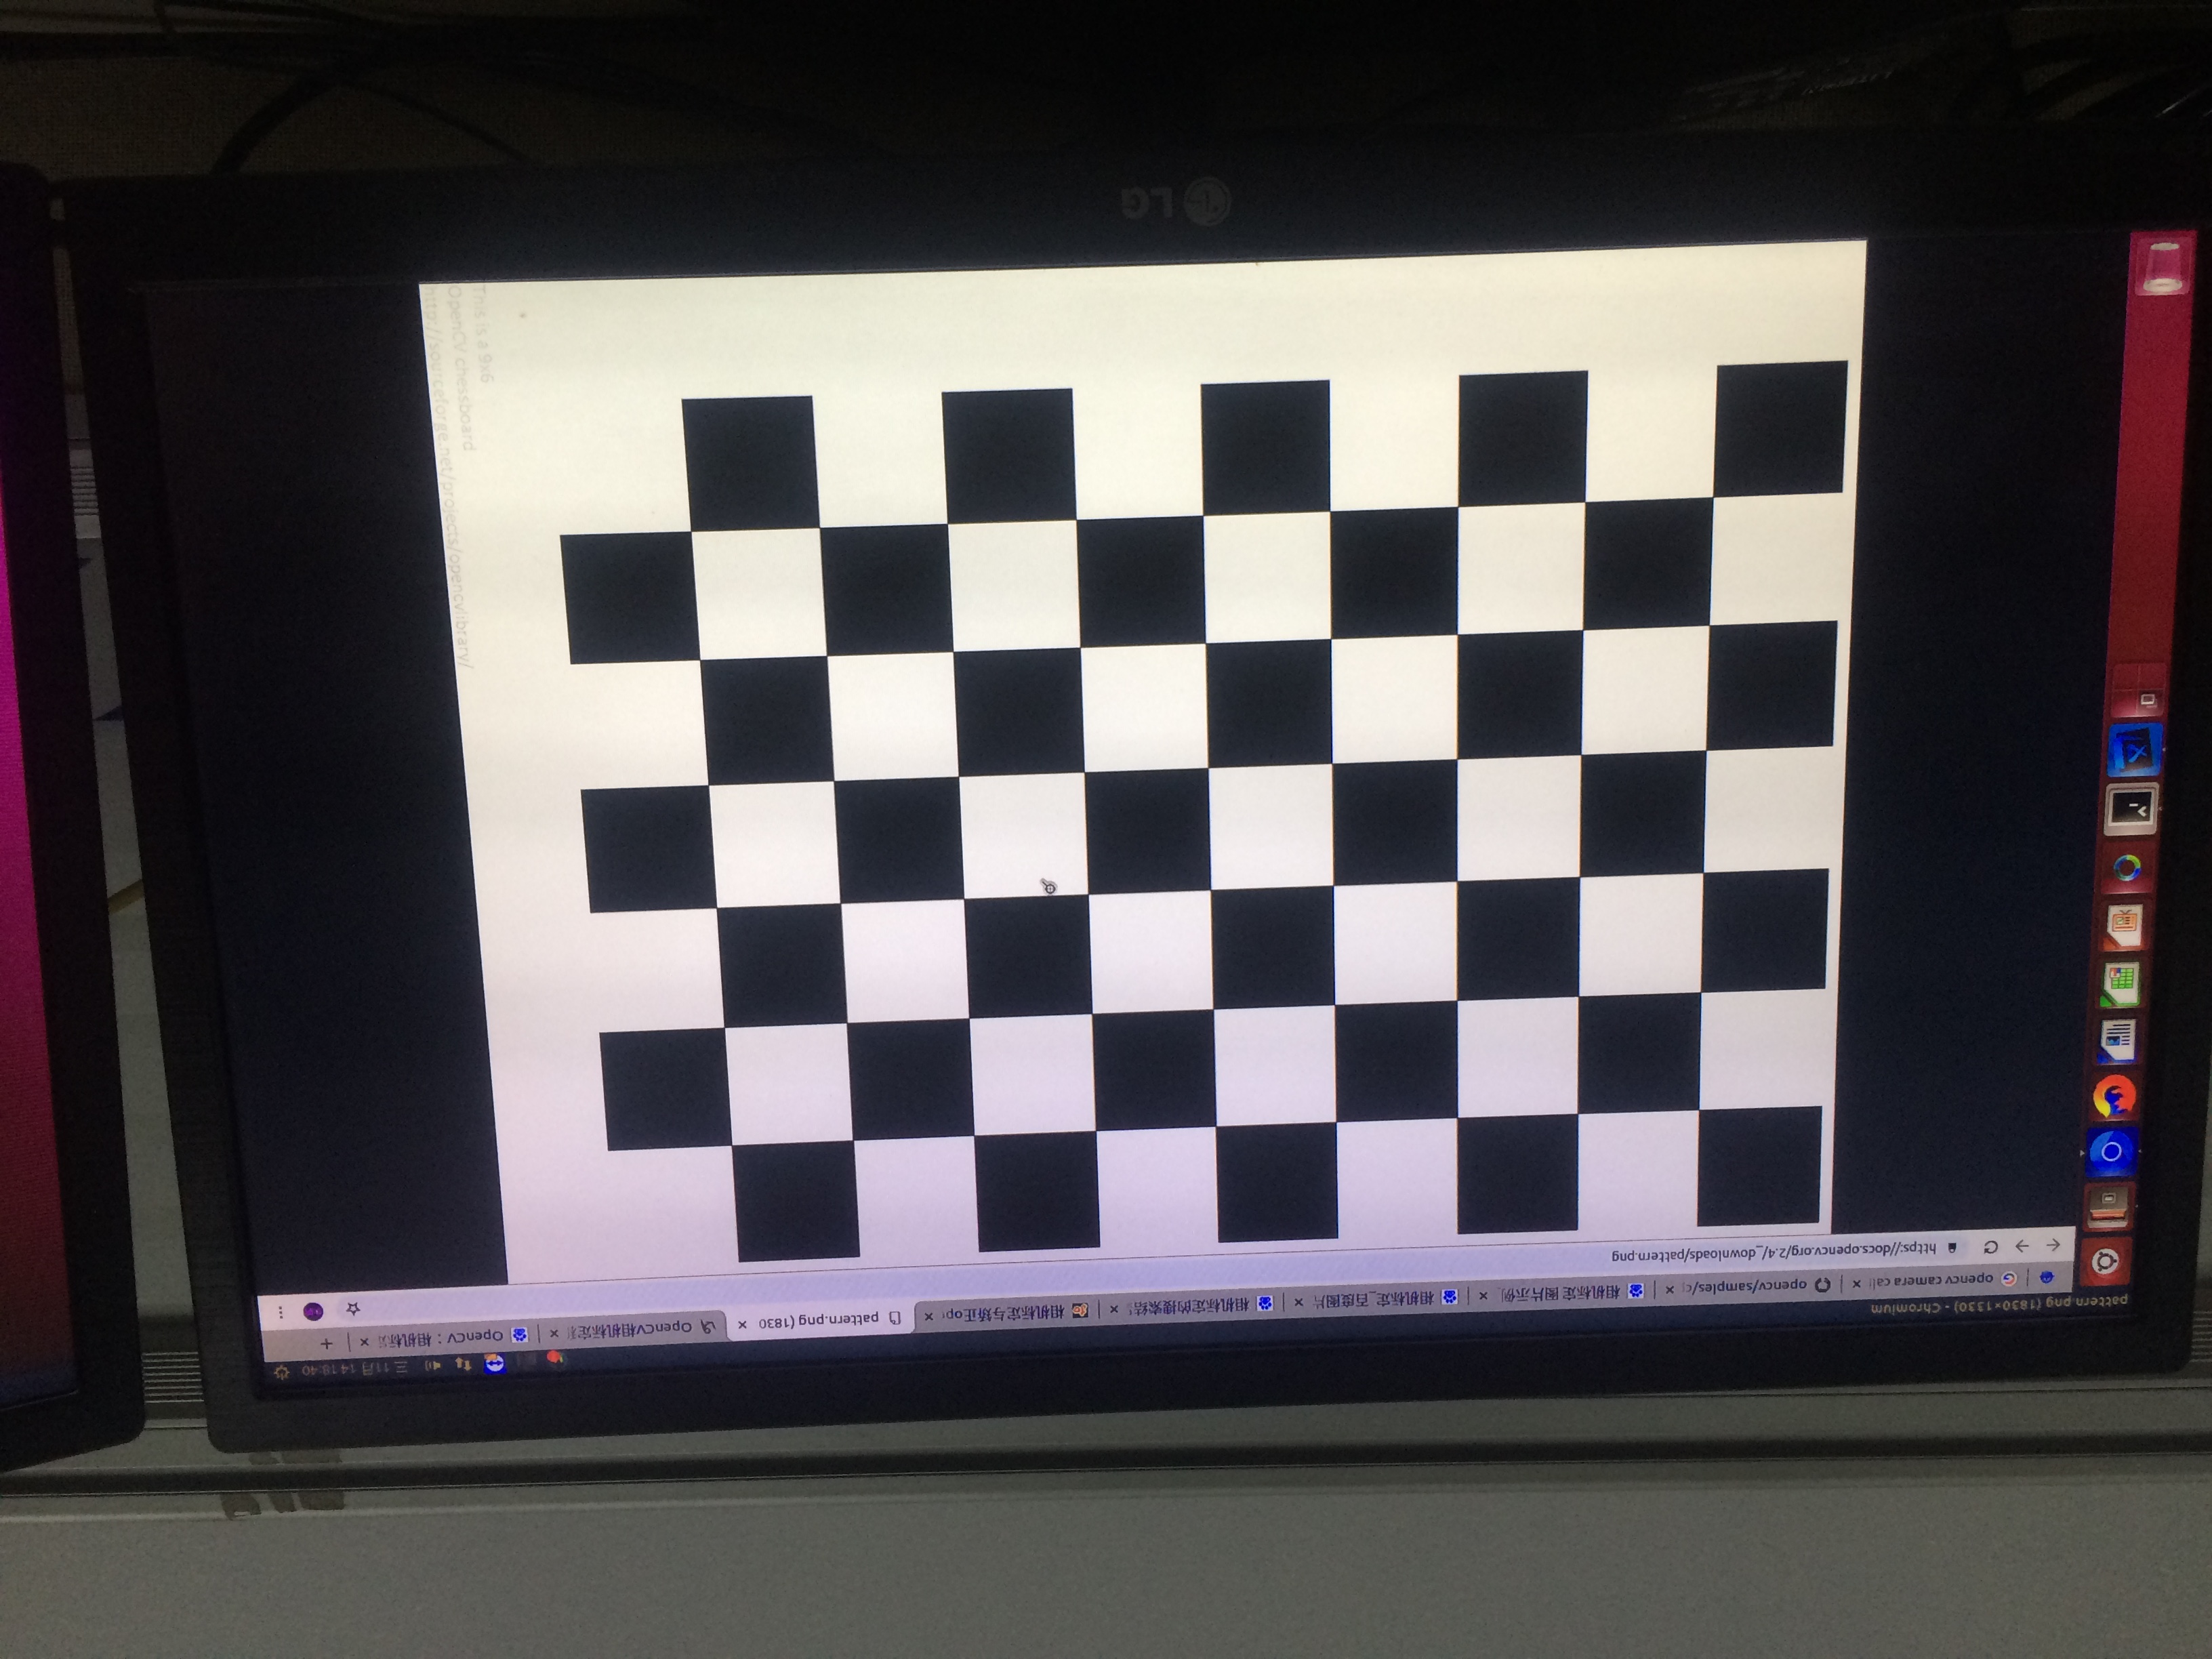 三 11月 14 18:40
pattern.png (1830×1330) - Chromium
opencv camera cali
opencv/samples/c
相机标定 图片示例
相机标定_百度图片
相机标定的搜索结
相机标定与矫正op
pattern.png (1830
OpenCV相机标定
OpenCV：相机标定
https://docs.opencv.org/2.4/_downloads/pattern.png
This is a 9x6
OpenCV chessboard
http://sourceforge.net/projects/opencvlibrary/
LG